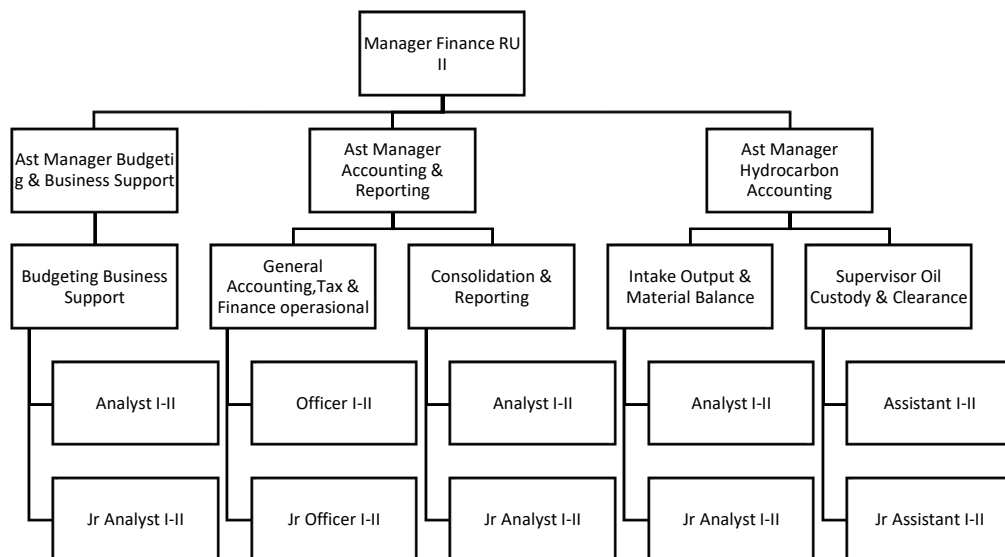 Manager Finance RU
II
Ast Manager Budgeti
g & Business Support
Ast Manager
Accounting &
Reporting
Ast Manager
Hydrocarbon
Accounting
Budgeting Business
Support
General
Accounting,Tax &
Finance operasional
Consolidation &
Reporting
Intake Output &
Material Balance
Supervisor Oil
Custody & Clearance
Analyst I-II
Officer I-II
Analyst I-II
Analyst I-II
Assistant I-II
Jr Analyst I-II
Jr Officer I-II
Jr Analyst I-II
Jr Analyst I-II
Jr Assistant I-II